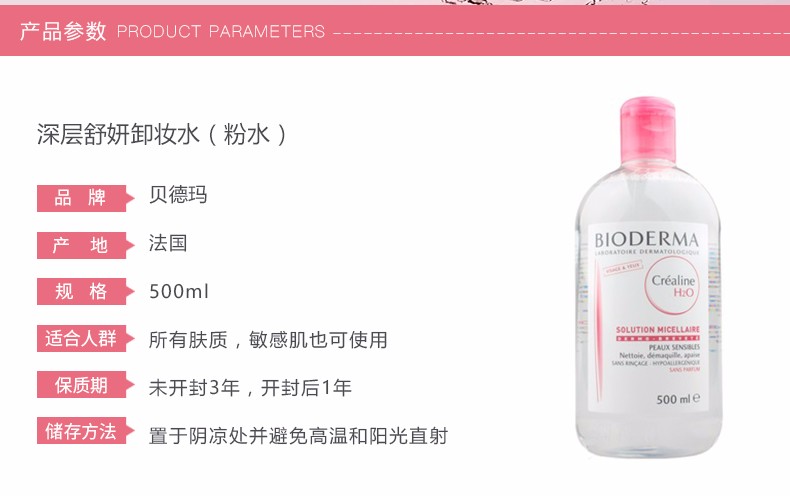 产品参数 PRODUCT PARAMETERS
深层舒妍卸妆水（粉水）
品 牌 贝德玛
产 地 法国
规 格 500ml
适合人群 所有肤质，敏感肌也可使用
保质期 未开封3年，开封后1年
储存方法 置于阴凉处并避免高温和阳光直射
BIODERMA
LABORATOIRE DERMATOLOGIQUE
VISAGE & YEUX
Créaline
H2O
SOLUTION MICELLAIRE
DERMO-BREVETÉ
PEAUX SENSIBLES
Nettoie, démaquille, apaise
SANS RINÇAGE - HYPOALLERGÉNIQUE
SANS PARFUM
500 ml e